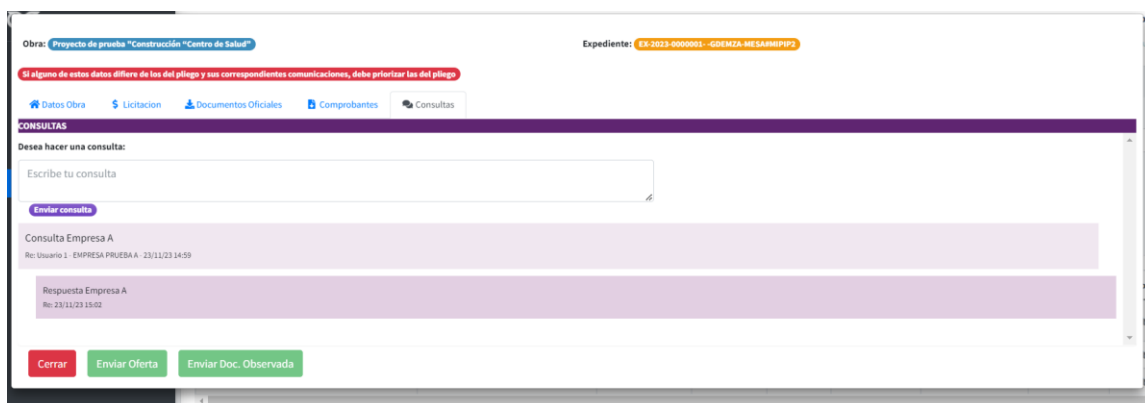 Obra: Proyecto de prueba "Construcción "Centro de Salud" Expediente: EX-2023-0000001- -GDEMZA-MESA#MIPIP2
Si alguno de estos datos difiere de los del pliego y sus correspondientes comunicaciones, debe priorizar las del pliego
Datos Obra $ Licitacion Documentos Oficiales Comprobantes Consultas
CONSULTAS
Desea hacer una consulta:
Escribe tu consulta
Enviar consulta
Consulta Empresa A
Re: Usuario 1 - EMPRESA PRUEBA A - 23/11/23 14:59
Respuesta Empresa A
Re: 23/11/23 15:02
Cerrar Enviar Oferta Enviar Doc. Observada